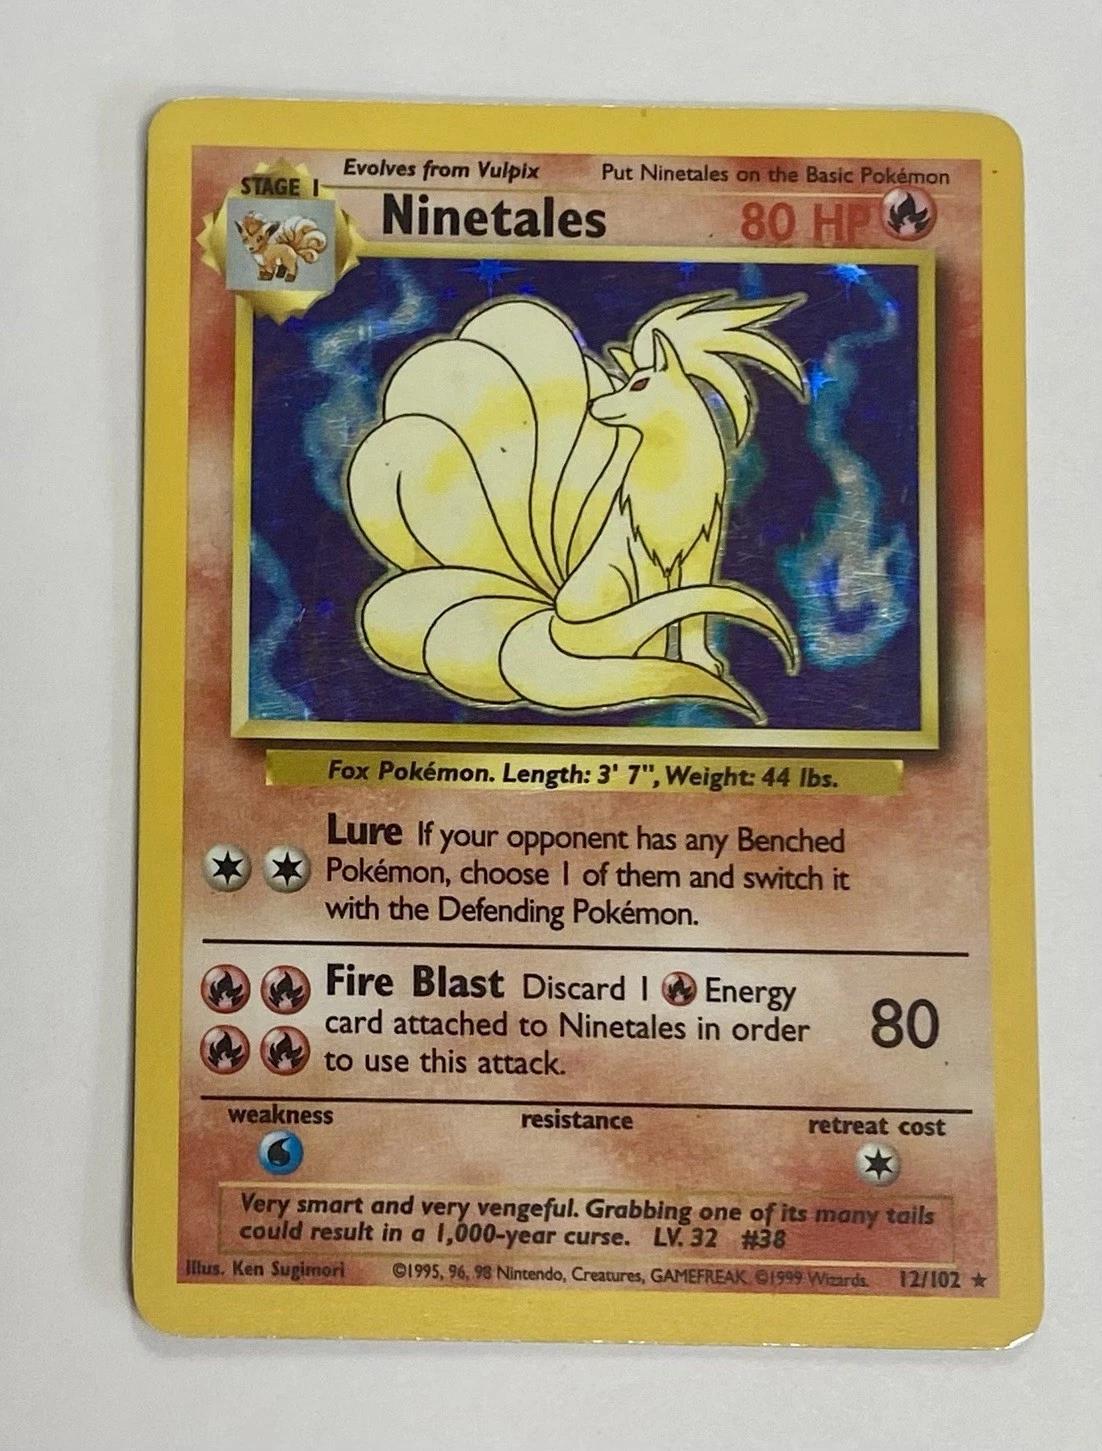 Evolves from Vulpix Put Ninetales on the Basic Pokémon
STAGE 1
Ninetales 80 HP
Fox Pokémon. Length: 3' 7", Weight: 44 lbs.
Lure If your opponent has any Benched
Pokémon, choose 1 of them and switch it
with the Defending Pokémon.
Fire Blast Discard 1 Energy
card attached to Ninetales in order
to use this attack.
80
weakness resistance retreat cost
Very smart and very vengeful. Grabbing one of its many tails
could result in a 1,000-year curse. LV. 32 #38
Illus. Ken Sugimori ©1995, 96, 98 Nintendo, Creatures, GAMEFREAK. ©1999 Wizards. 12/102 ★